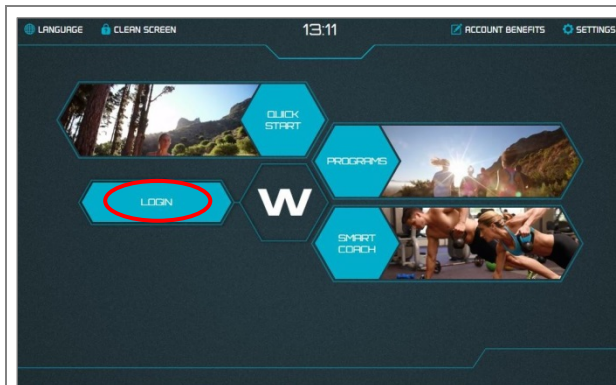 LANGUAGE CLEAN SCREEN 13:11 ACCOUNT BENEFITS SETTINGS
QUICK
START
PROGRAMS
LOGIN
W
SMART
COACH